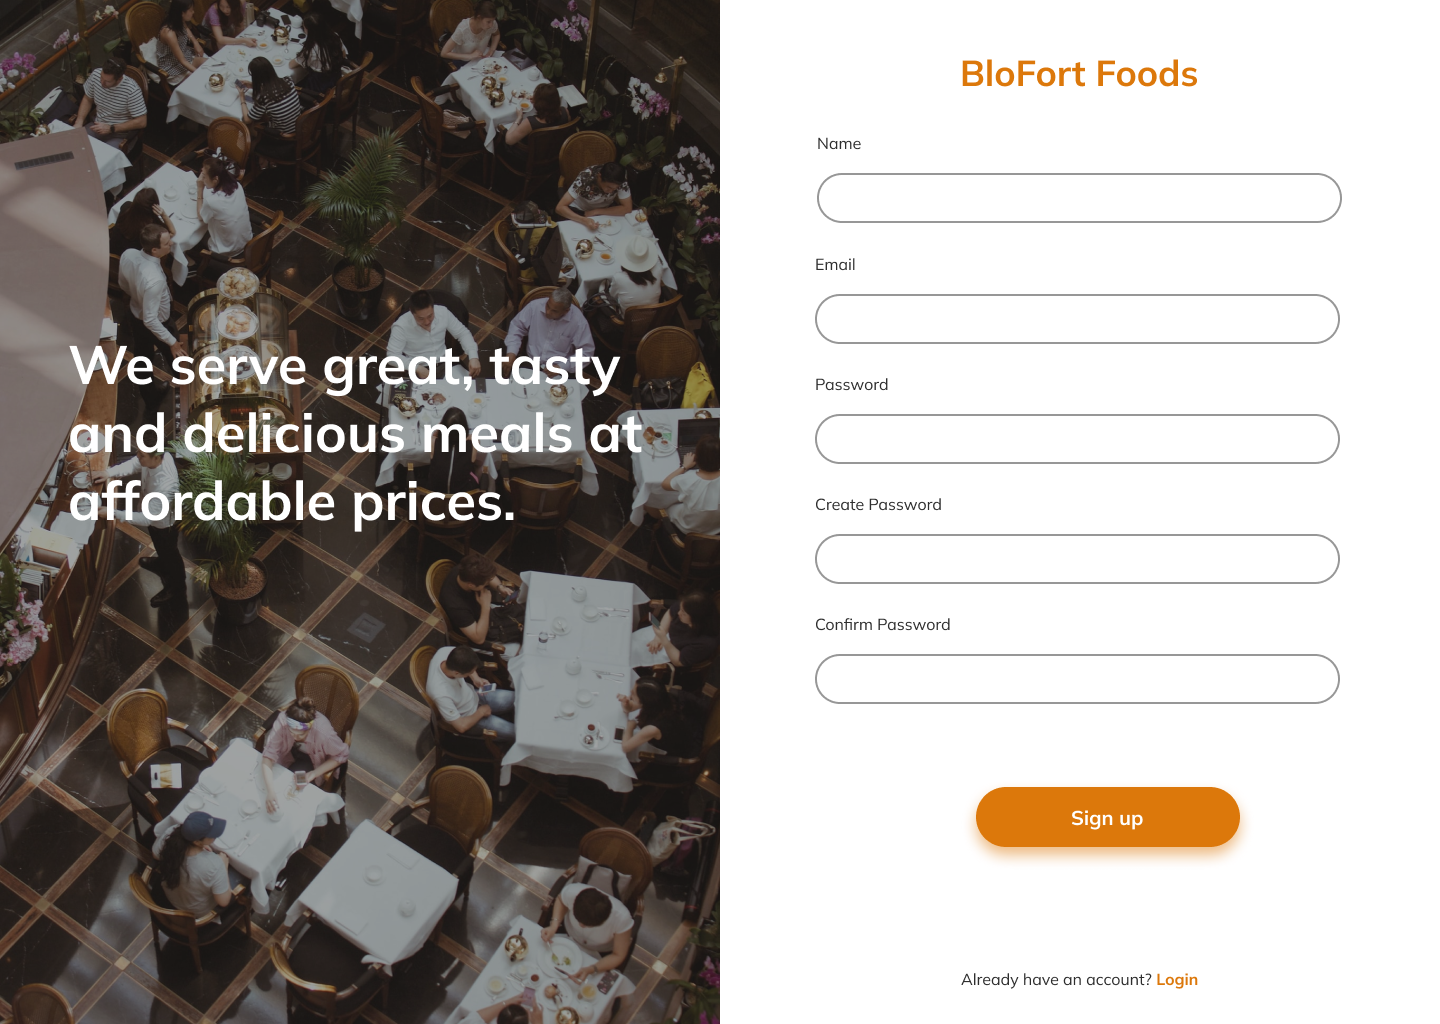 We serve great, tasty
and delicious meals at
affordable prices.
BloFort Foods
Name
Email
Password
Create Password
Confirm Password
Sign up
Already have an account? Login